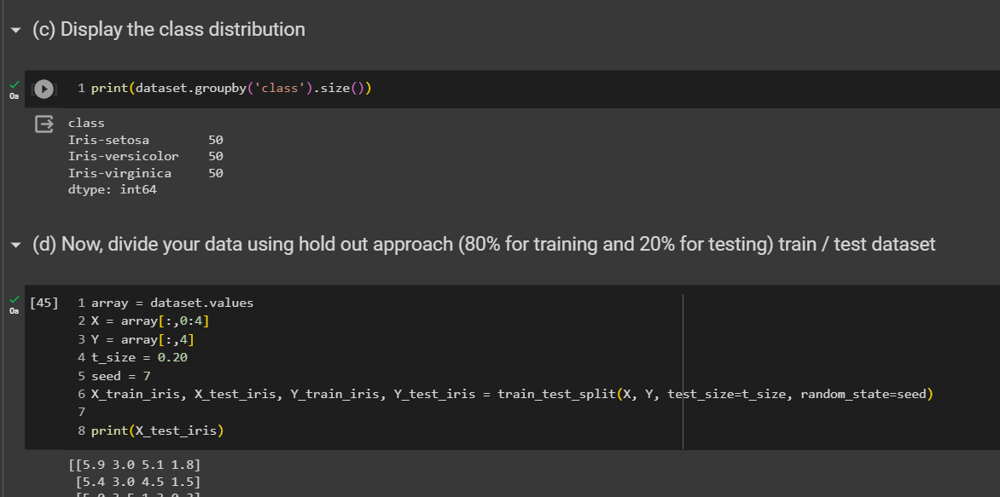 (c) Display the class distribution
0s
1 print(dataset.groupby('class').size())
class
Iris-setosa 50
Iris-versicolor 50
Iris-virginica 50
dtype: int64
(d) Now, divide your data using hold out approach (80% for training and 20% for testing) train / test dataset
0s
[45] 1 array = dataset.values
2 X = array[:,0:4]
3 Y = array[:,4]
4 t_size = 0.20
5 seed = 7
6 X_train_iris, X_test_iris, Y_train_iris, Y_test_iris = train_test_split(X, Y, test_size=t_size, random_state=seed)
7
8 print(X_test_iris)
[[5.9 3.0 5.1 1.8]
[5.4 3.0 4.5 1.5]